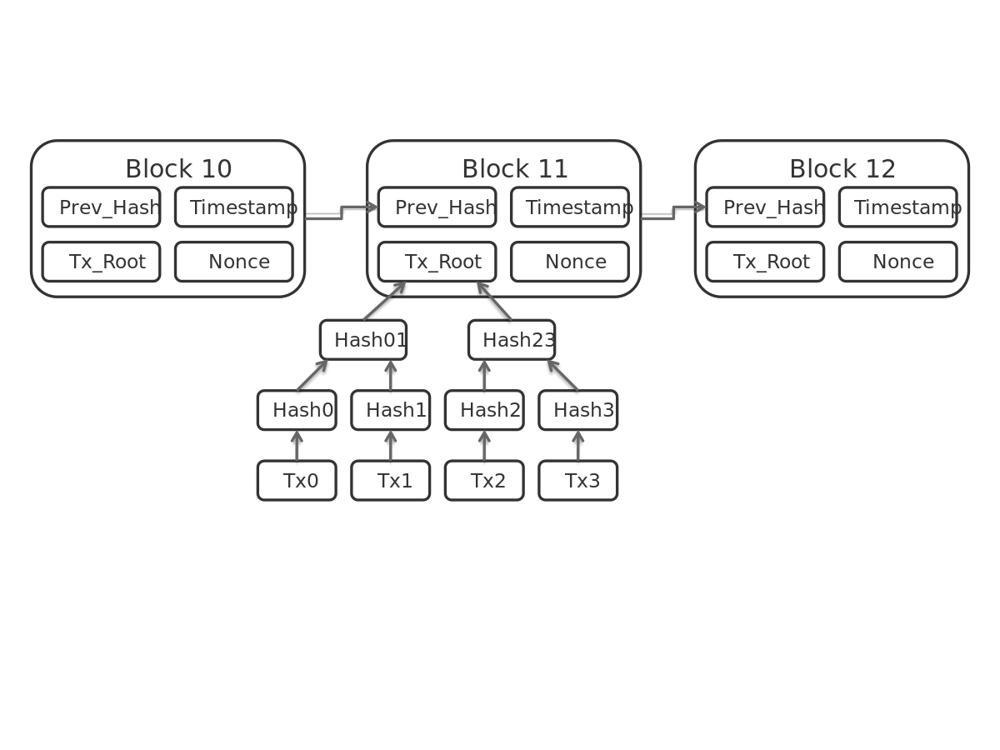 Block 10
Block 11
Block 12
Prev_Hash
Timestamp
Prev_Hash
Timestamp
Prev_Hash
Timestamp
Tx_Root
Nonce
Tx_Root
Nonce
Tx_Root
Nonce
Hash01
Hash23
Hash0
Hash1
Hash2
Hash3
Tx0
Tx1
Tx2
Tx3